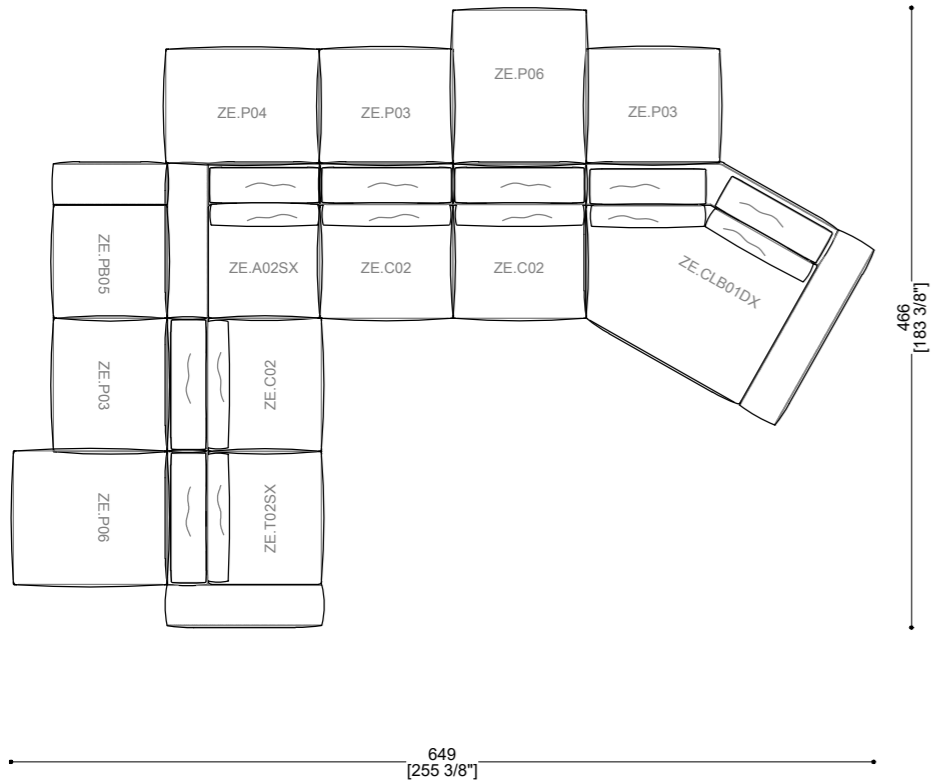 ZE.P06
ZE.P04
ZE.P03
ZE.P03
ZE.PB05
ZE.A02SX
ZE.C02
ZE.C02
ZE.CLB01DX
466
[183 3/8"]
ZE.P03
ZE.C02
ZE.P06
ZE.T02SX
649
[255 3/8"]